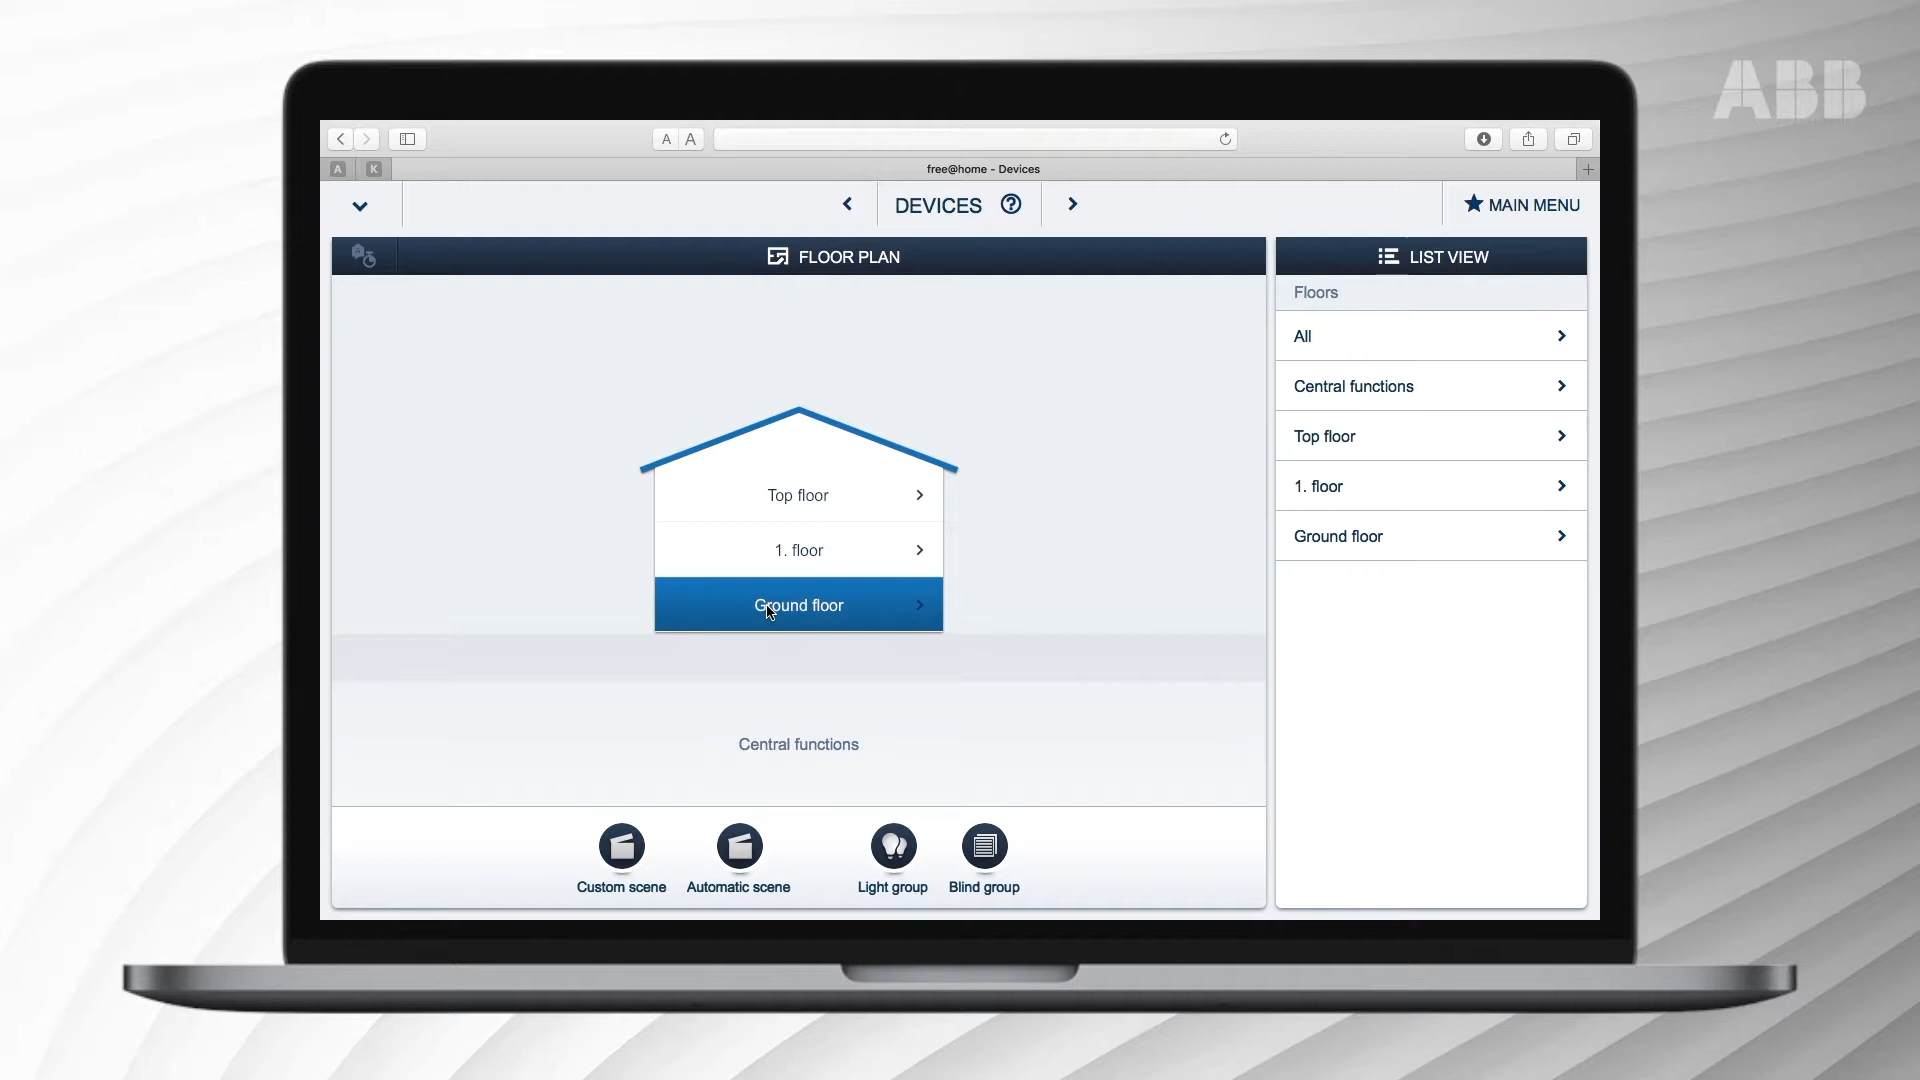 ABB
A A
A K free@home - Devices
DEVICES ? MAIN MENU
FLOOR PLAN
LIST VIEW
Floors
All
Central functions
Top floor
1. floor
Ground floor
Top floor
1. floor
Ground floor
Central functions
Custom scene
Automatic scene
Light group
Blind group